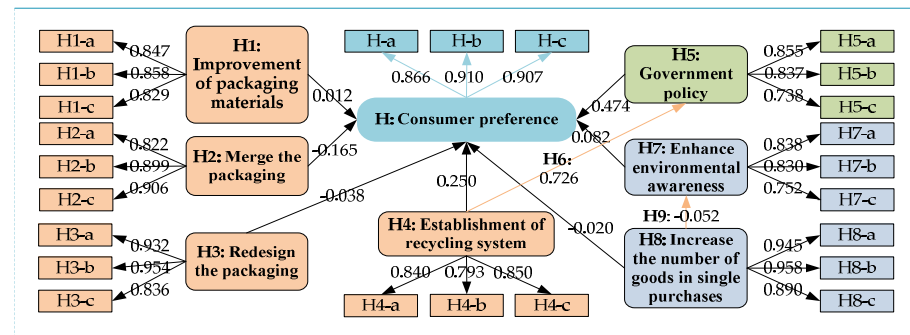 H1-a
H1-b
H1-c
H2-a
H2-b
H2-c
H3-a
H3-b
H3-c
0.847
0.858
0.829
0.822
0.899
0.906
0.932
0.954
0.836
H1:
Improvement
of packaging
materials
H2: Merge the
packaging
H3: Redesign
the packaging
0.012
-0.165
-0.038
H-a
H-b
H-c
0.866
0.910
0.907
H: Consumer preference
0.250
H6:
0.726
H4: Establishment of
recycling system
0.840
0.793
0.850
H4-a
H4-b
H4-c
0.474
0.082
-0.020
H5:
Government
policy
H7: Enhance
environmental
awareness
H9: -0.052
H8: Increase
the number of
goods in single
purchases
0.855
0.837
0.738
0.838
0.830
0.752
0.945
0.958
0.890
H5-a
H5-b
H5-c
H7-a
H7-b
H7-c
H8-a
H8-b
H8-c